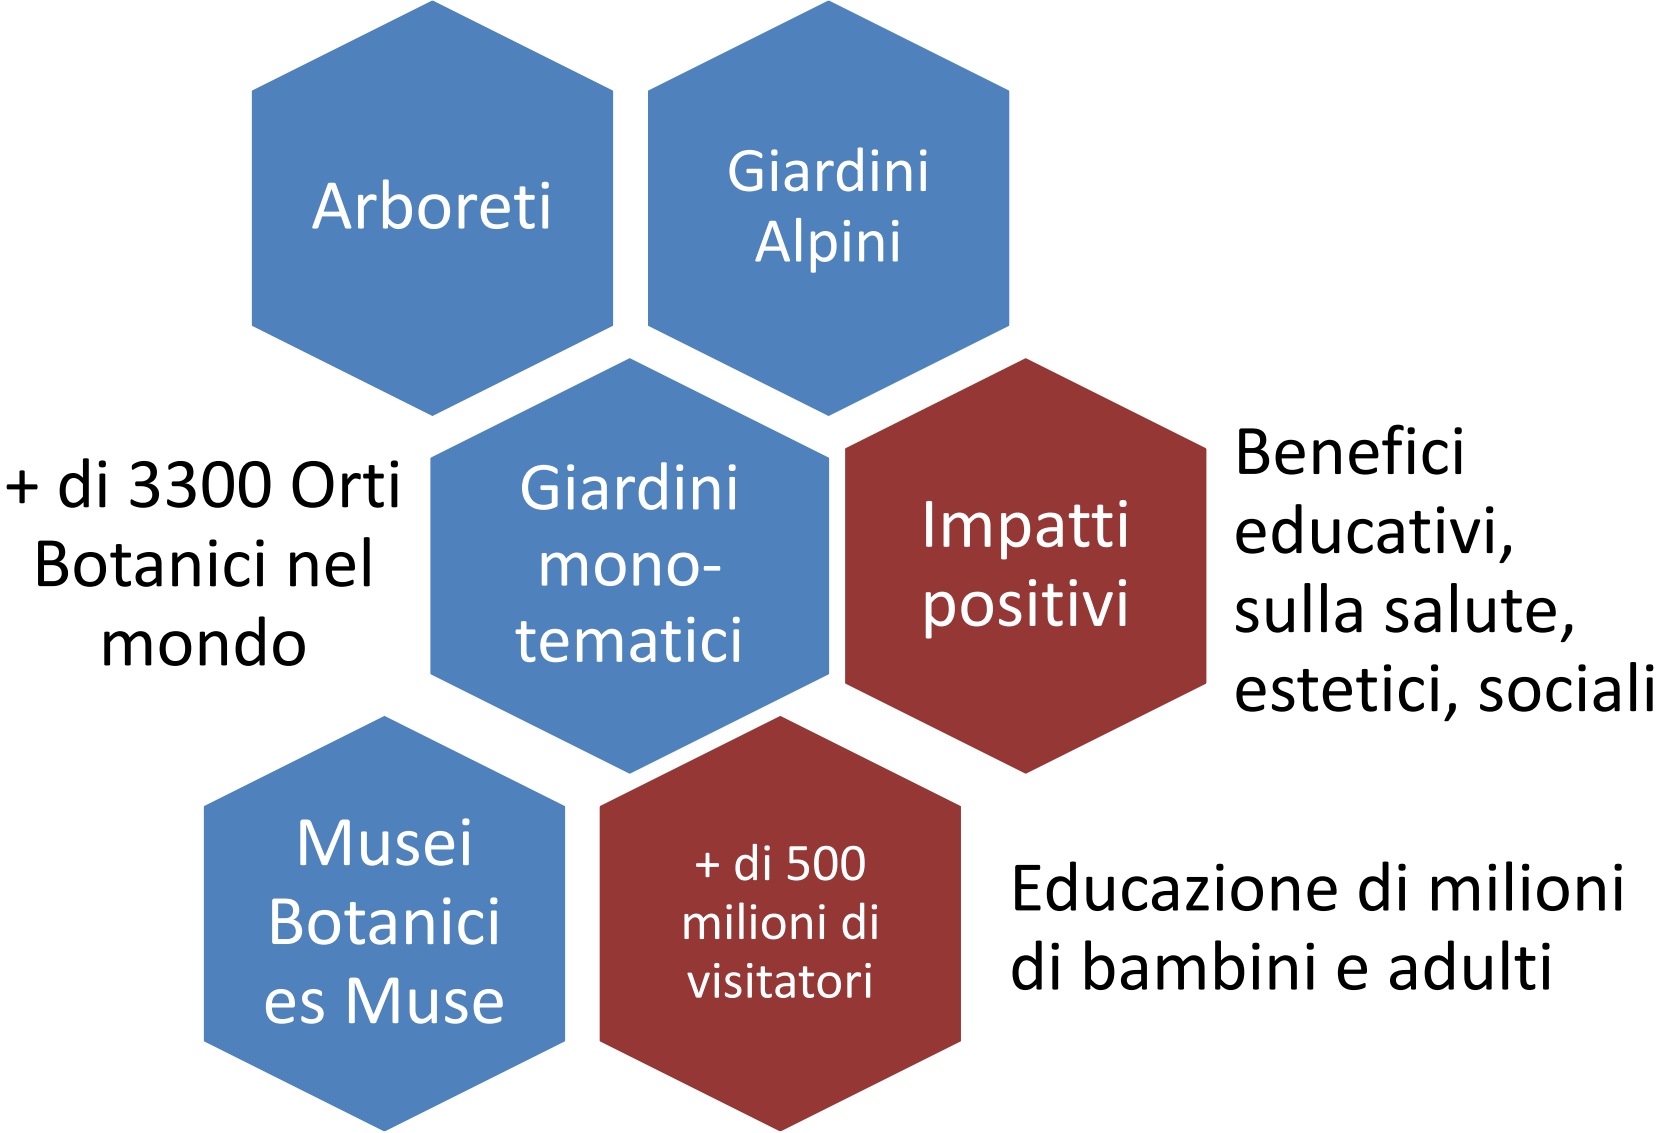 Arboreti
Giardini
Alpini
+ di 3300 Orti
Botanici nel
mondo
Giardini
mono-
tematici
Impatti
positivi
Benefici
educativi,
sulla salute,
estetici, sociali
Musei
Botanici
es Muse
+ di 500
milioni di
visitatori
Educazione di milioni
di bambini e adulti